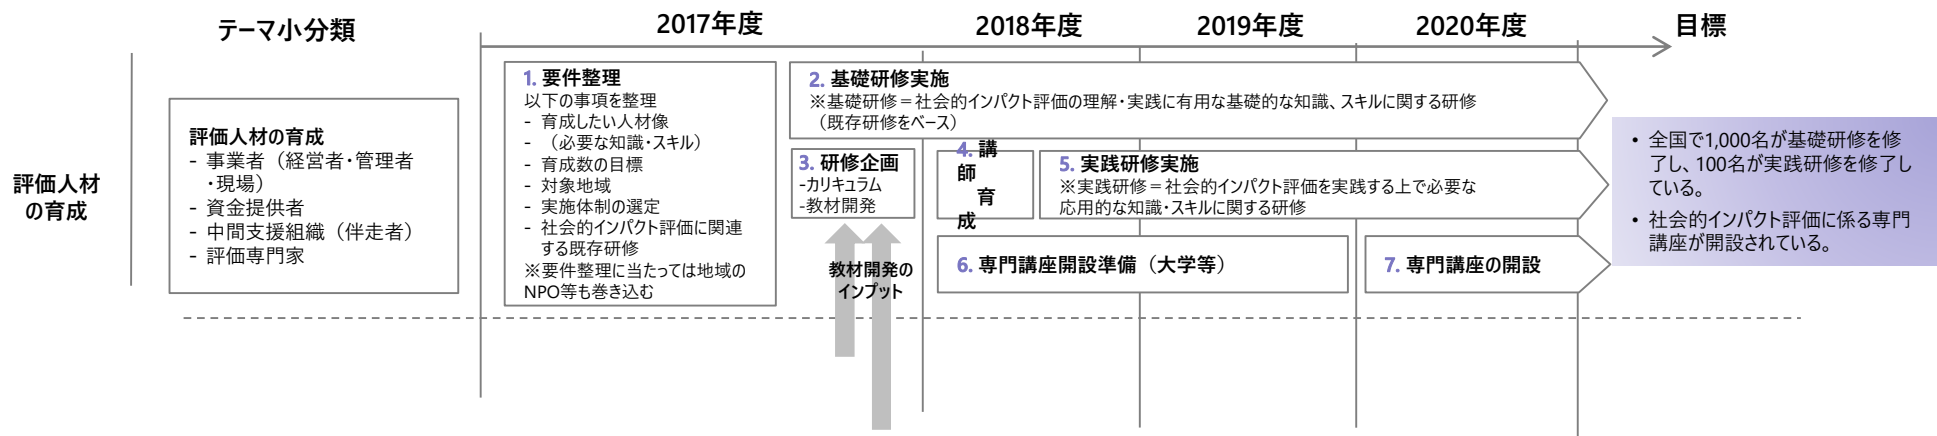 テーマ小分類
2017年度
2018年度
2019年度
2020年度
目標
評価人材
の育成
評価人材の育成
- 事業者（経営者・管理者
・現場）
- 資金提供者
- 中間支援組織（伴走者）
- 評価専門家
1. 要件整理
以下の事項を整理
- 育成したい人材像
- （必要な知識・スキル）
- 育成数の目標
- 対象地域
- 実施体制の選定
- 社会的インパクト評価に関連
する既存研修
※要件整理に当たっては地域の
NPO等も巻き込む
2. 基礎研修実施
※基礎研修＝社会的インパクト評価の理解・実践に有用な基礎的な知識、スキルに関する研修
（既存研修をベース）
3. 研修企画
-カリキュラム
-教材開発
教材開発の
インプット
4. 講
師
育
成
5. 実践研修実施
※実践研修＝社会的インパクト評価を実践する上で必要な
応用的な知識・スキルに関する研修
6. 専門講座開設準備（大学等）
7. 専門講座の開設
• 全国で1,000名が基礎研修を修
了し、100名が実践研修を修了し
ている。
• 社会的インパクト評価に係る専門
講座が開設されている。